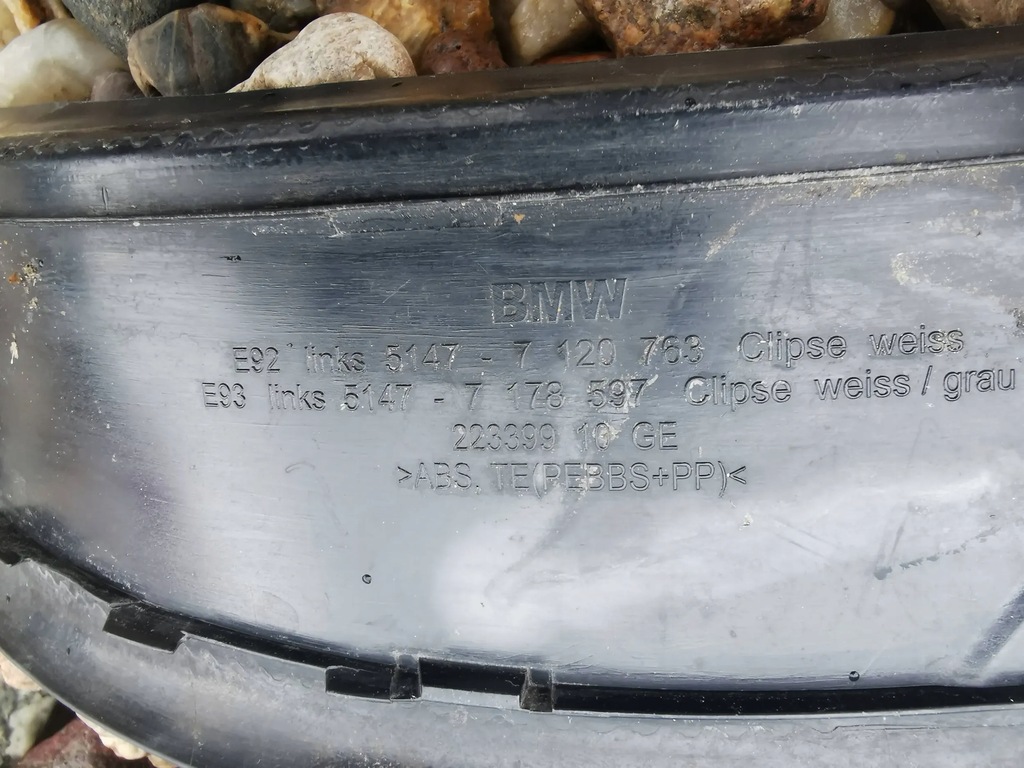 BMW
E92 links 5147 - 7 120 763 Clipse weiss
E93 links 5147 - 7 178 597 Clipse weiss / grau
223399 10 GE
>ABS, TE(PEBBS+PP)<